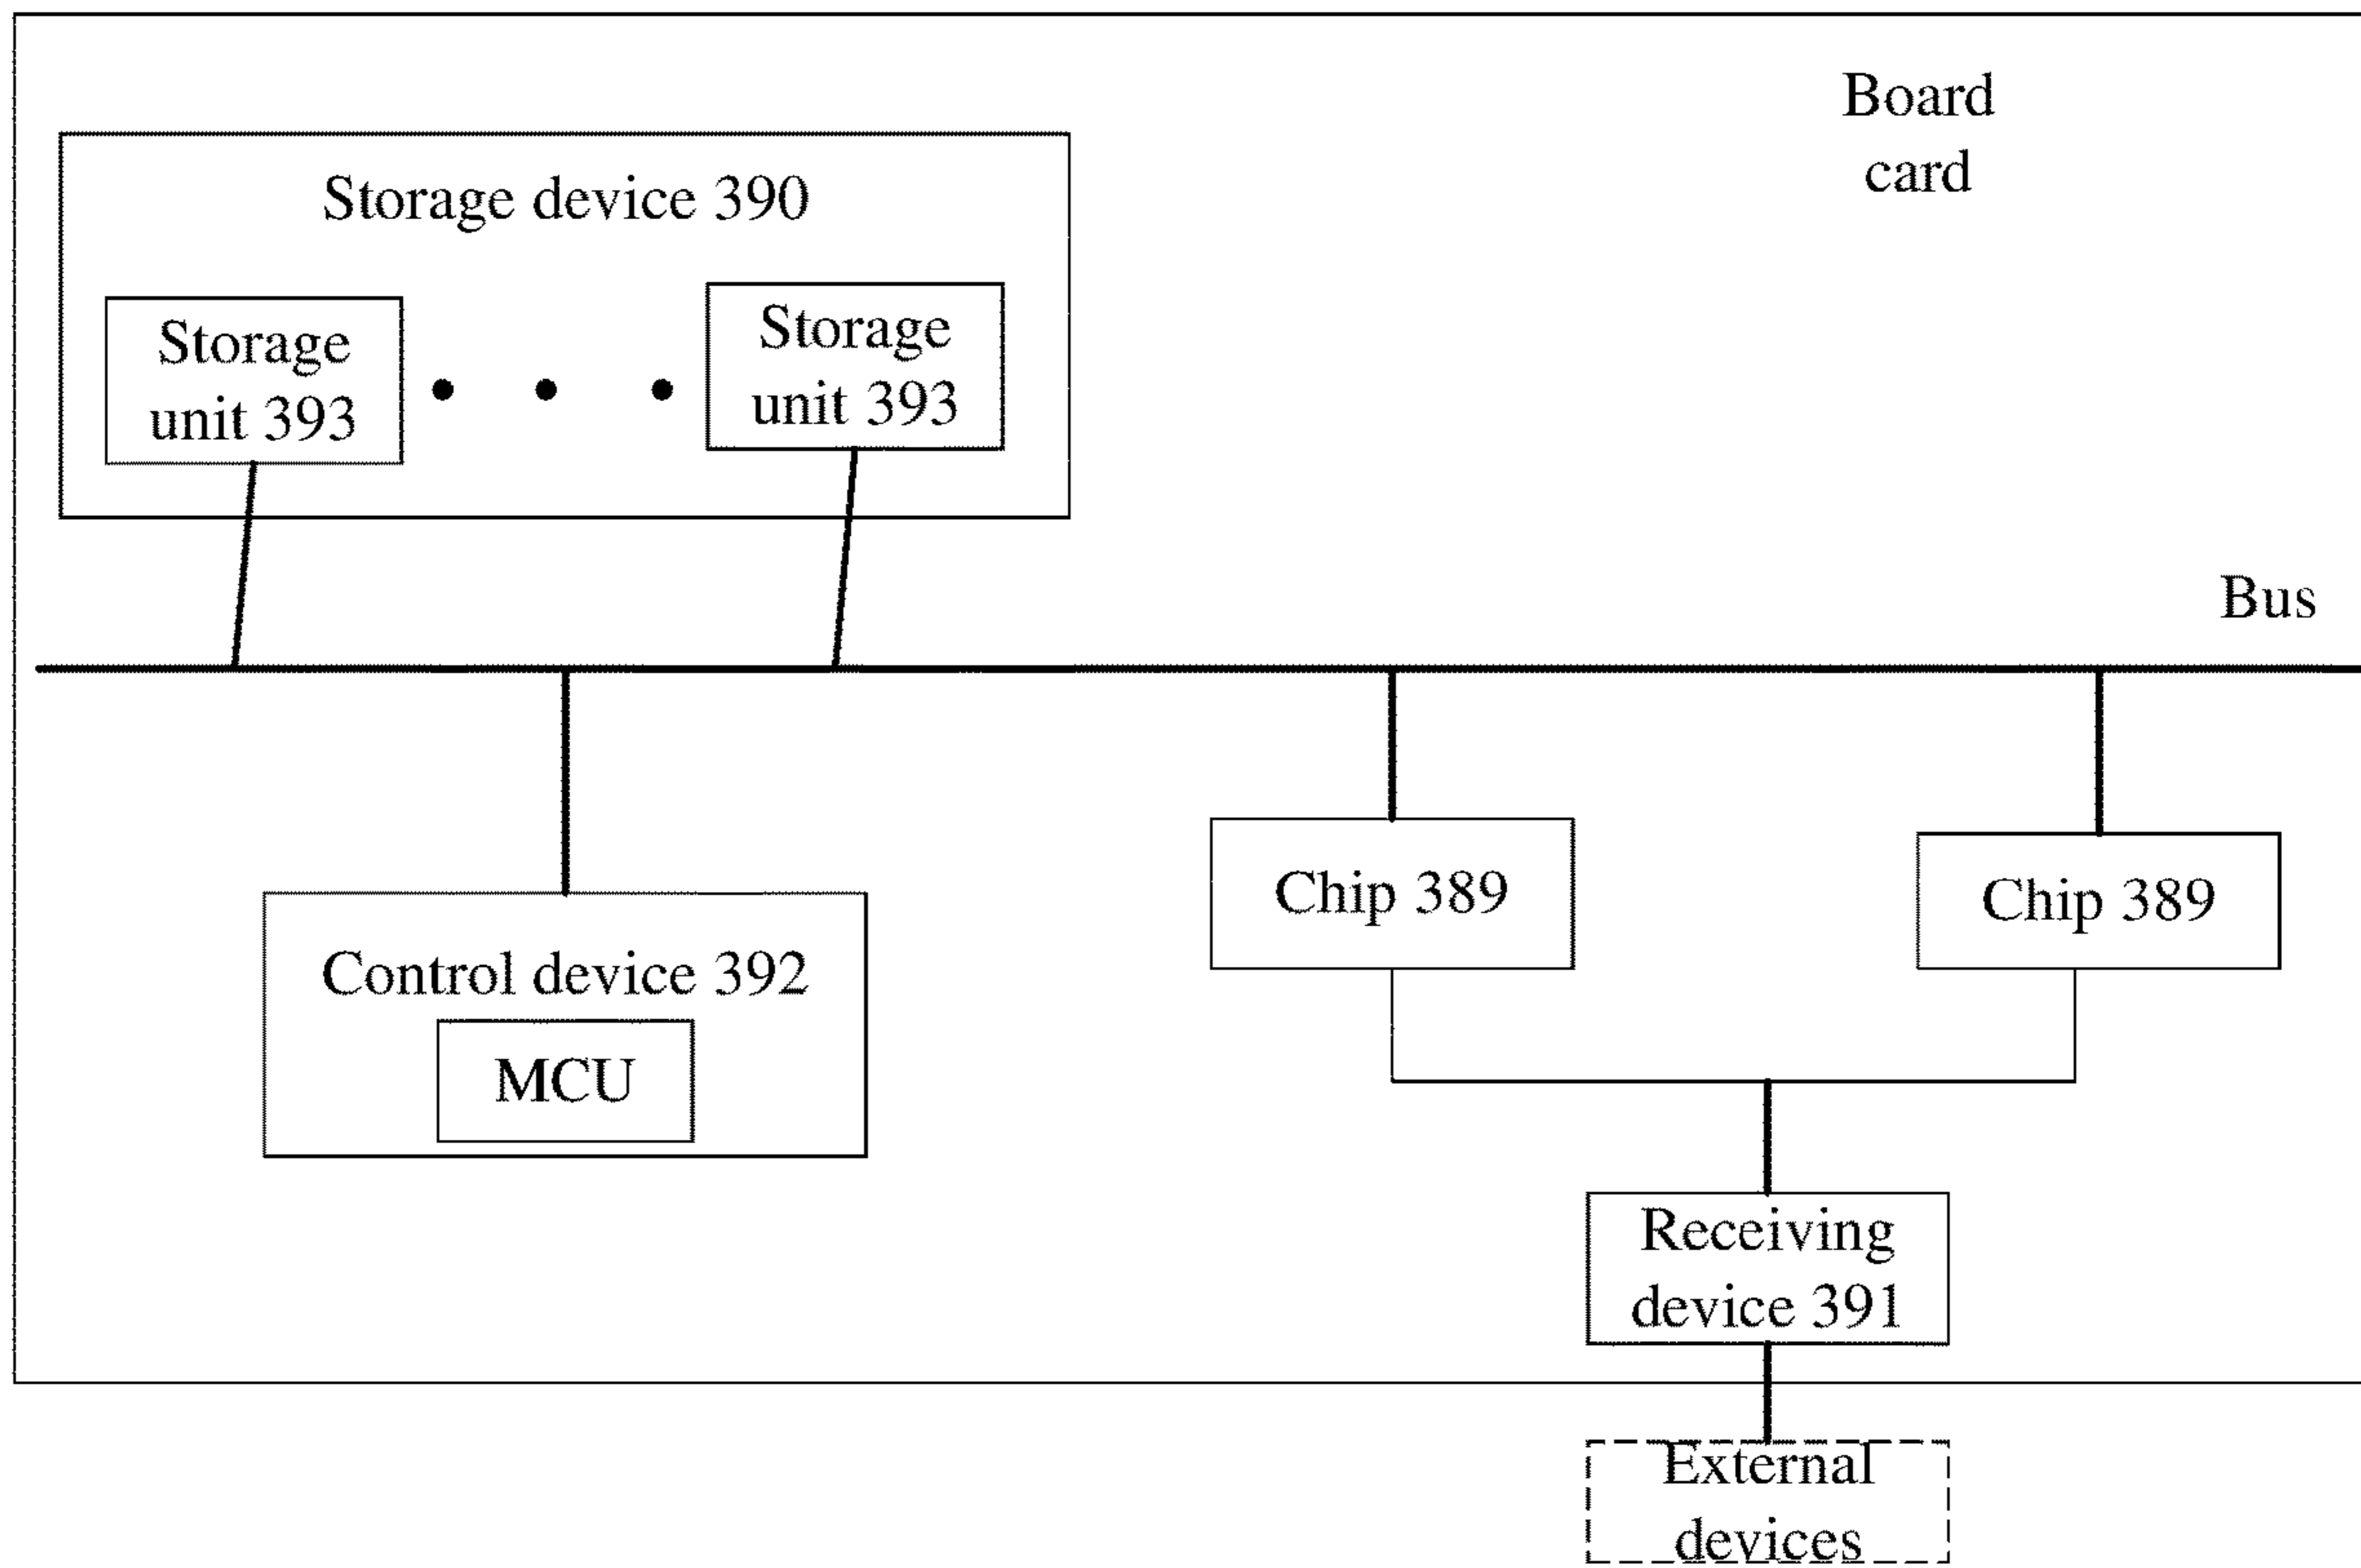 Board
card
Storage device 390
Storage
unit 393
Storage
unit 393
Bus
Chip 389
Chip 389
Control device 392
MCU
Receiving
device 391
External
devices